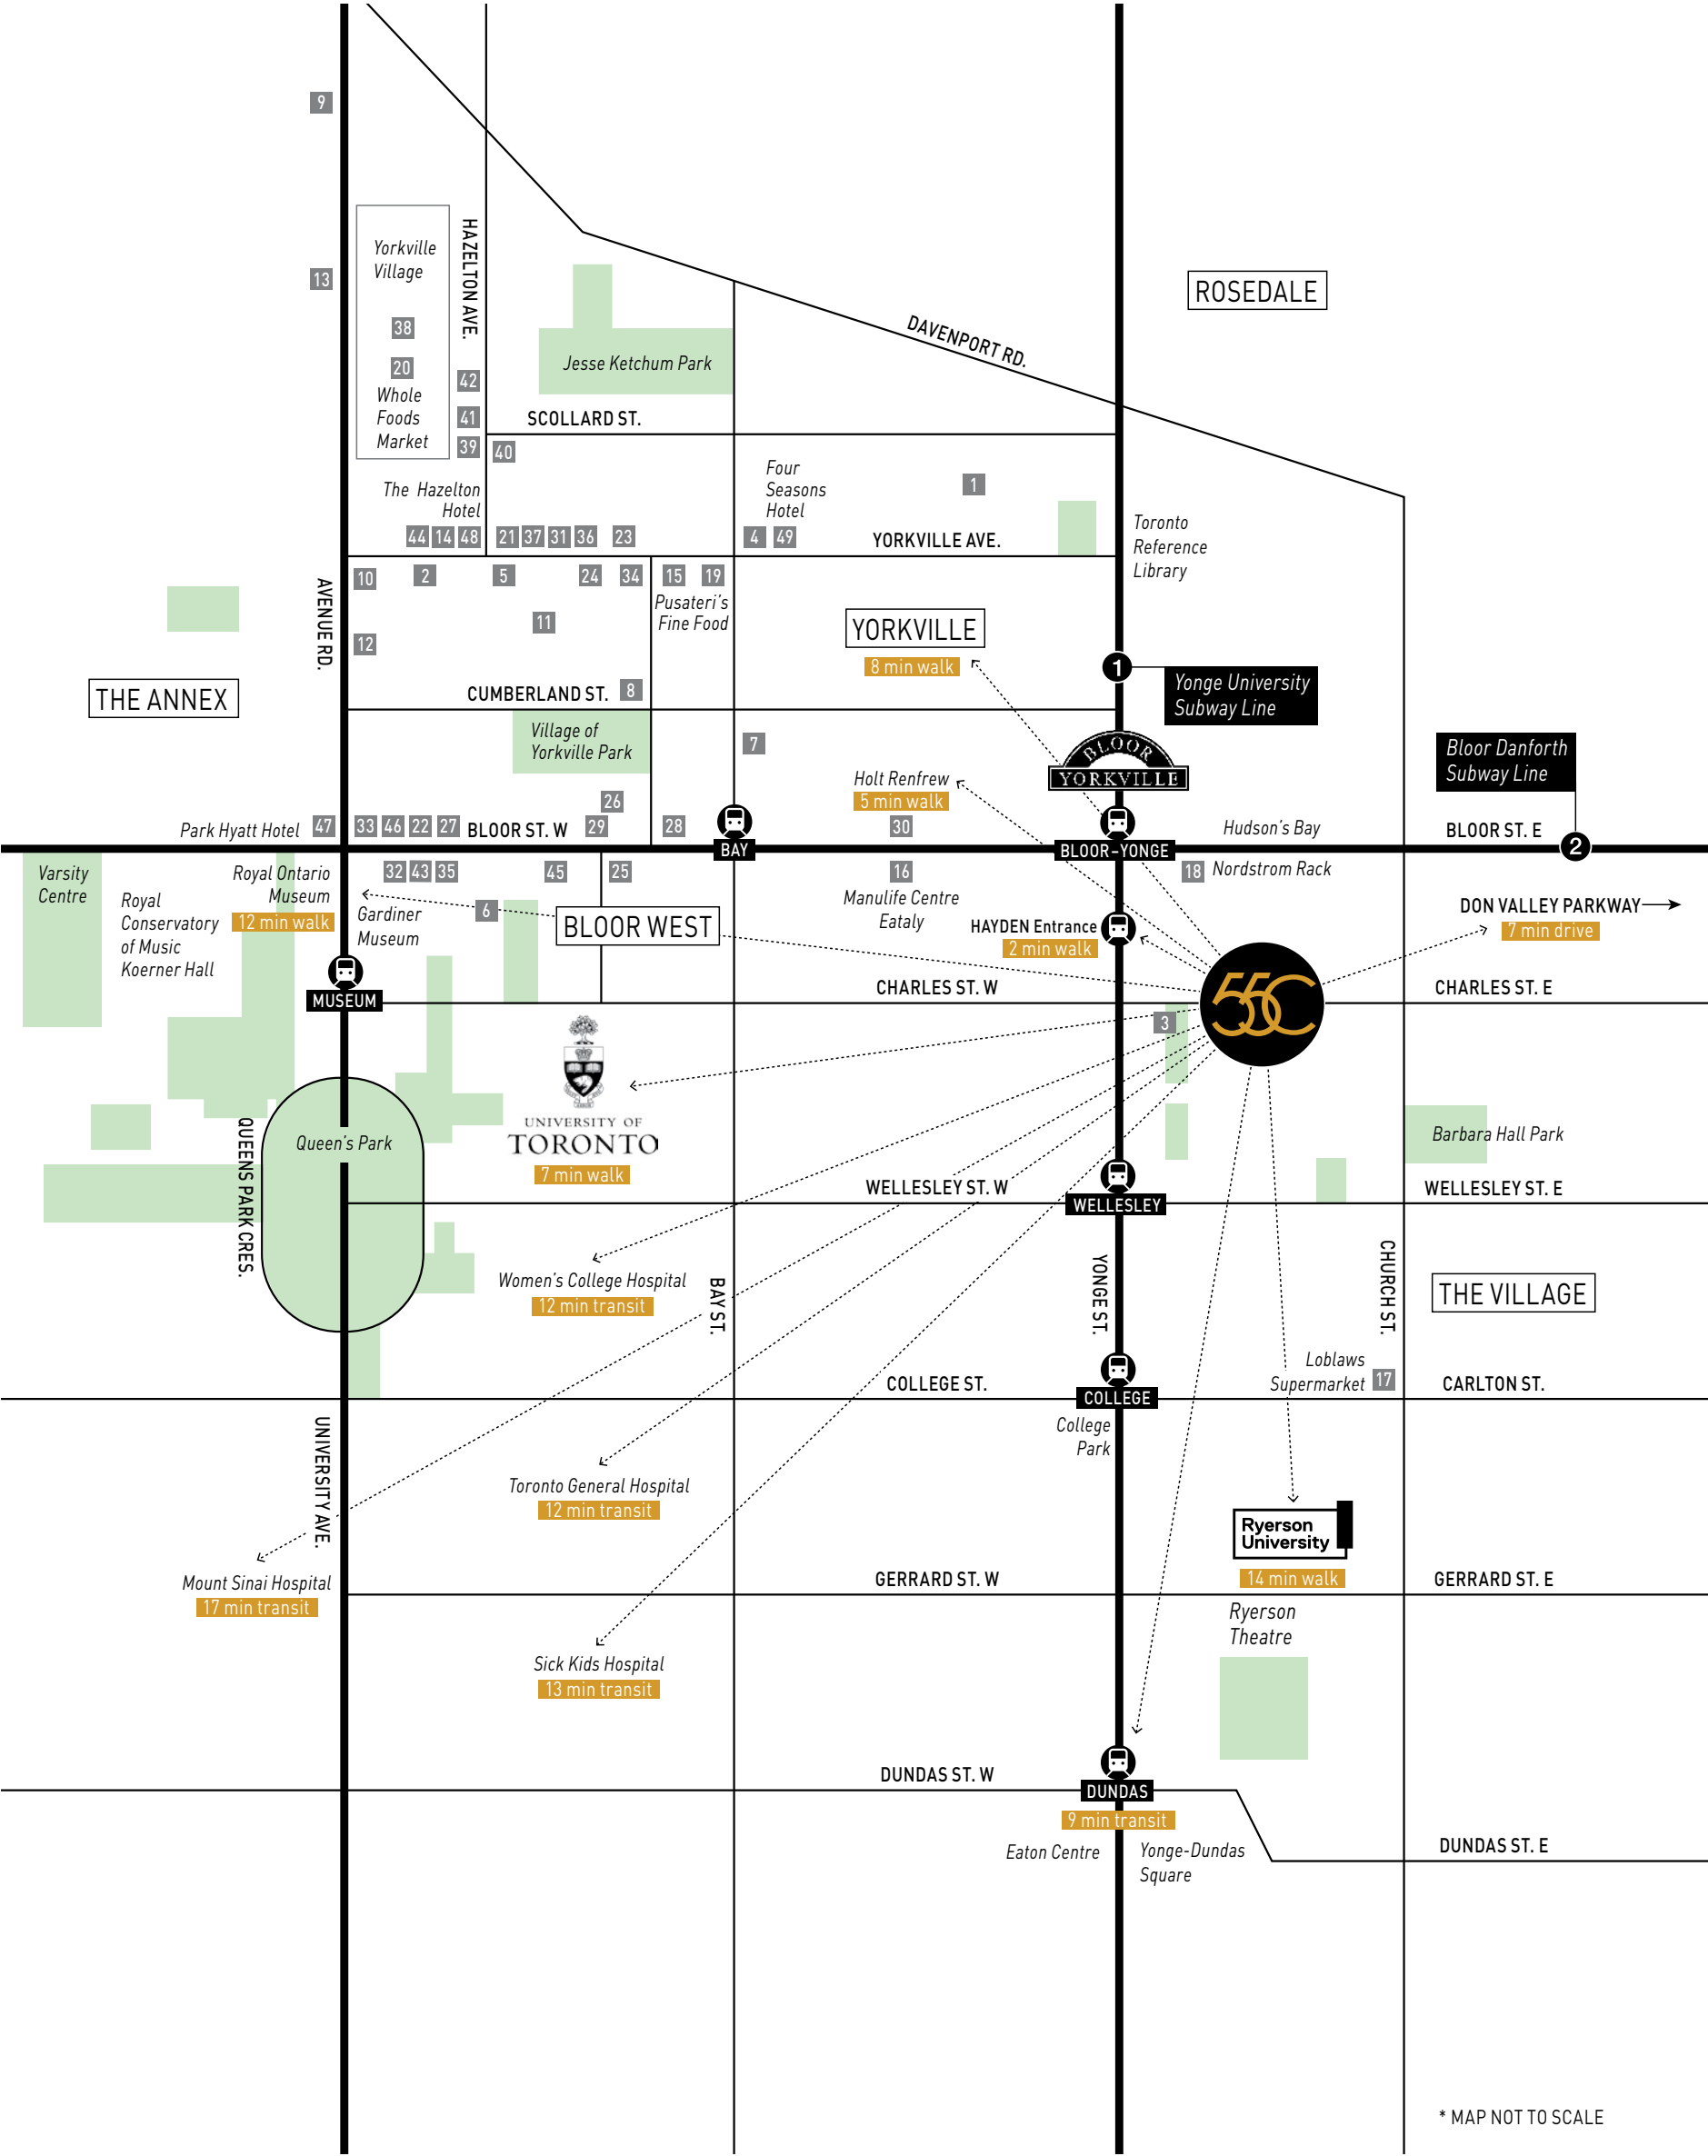 9
HAZELTON AVE.
Yorkville
Village
13
ROSEDALE
38
DAVENPORT RD.
20
Jesse Ketchum Park
Whole
Foods
Market
42
41
39
SCOLLARD ST.
40
The Hazelton
Hotel
Four
Seasons
Hotel
1
44 14 48 21 37 31 36 23
4 49
YORKVILLE AVE.
Toronto
Reference
Library
10 2 5 24 34 15 19
Pusateri's
Fine Food
AVENUE RD.
11
12
YORKVILLE
8 min walk
1
Yonge University
Subway Line
THE ANNEX
CUMBERLAND ST.
8
Village of
Yorkville Park
7
BLOOR
YORKVILLE
Bloor Danforth
Subway Line
Holt Renfrew
5 min walk
26
Park Hyatt Hotel
47 33 46 22 27
BLOOR ST. W
29 28
30
Hudson's Bay
BLOOR ST. E
BAY
BLOOR-YONGE
2
Varsity
Centre
Royal Ontario
Museum
12 min walk
32 43 35 45 25
16
Manulife Centre
Eataly
18
Nordstrom Rack
Royal
Conservatory
of Music
Koerner Hall
Gardiner
Museum
6
BLOOR WEST
HAYDEN Entrance
2 min walk
DON VALLEY PARKWAY
7 min drive
MUSEUM
CHARLES ST. W
55C
CHARLES ST. E
3
UNIVERSITY OF
TORONTO
7 min walk
Queen's Park
QUEENS PARK CRES.
Barbara Hall Park
WELLESLEY ST. W
WELLESLEY
WELLESLEY ST. E
Women's College Hospital
12 min transit
BAY ST.
YONGE ST.
CHURCH ST.
THE VILLAGE
Loblaws
Supermarket
17
COLLEGE ST.
COLLEGE
CARLTON ST.
College
Park
UNIVERSITY AVE.
Toronto General Hospital
12 min transit
Ryerson
University
14 min walk
Mount Sinai Hospital
17 min transit
GERRARD ST. W
GERRARD ST. E
Ryerson
Theatre
Sick Kids Hospital
13 min transit
DUNDAS ST. W
DUNDAS
9 min transit
Eaton Centre
Yonge-Dundas
Square
DUNDAS ST. E
* MAP NOT TO SCALE